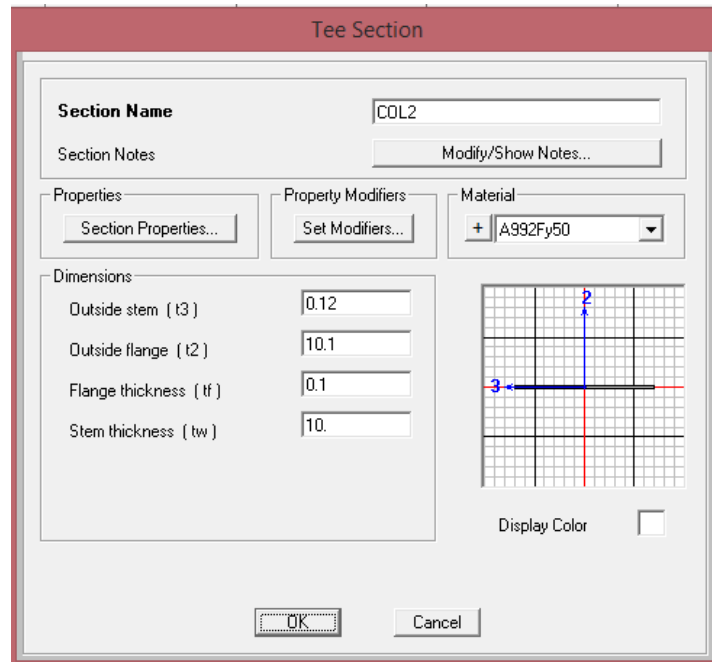 Tee Section
Section Name COL2
Section Notes Modify/Show Notes...
Properties Property Modifiers Material
Section Properties... Set Modifiers... + A992Fy50
Dimensions
Outside stem ( t3 ) 0.12
Outside flange ( t2 ) 10.1
Flange thickness ( tf ) 0.1
Stem thickness ( tw ) 10.
2
3
Display Color
OK Cancel